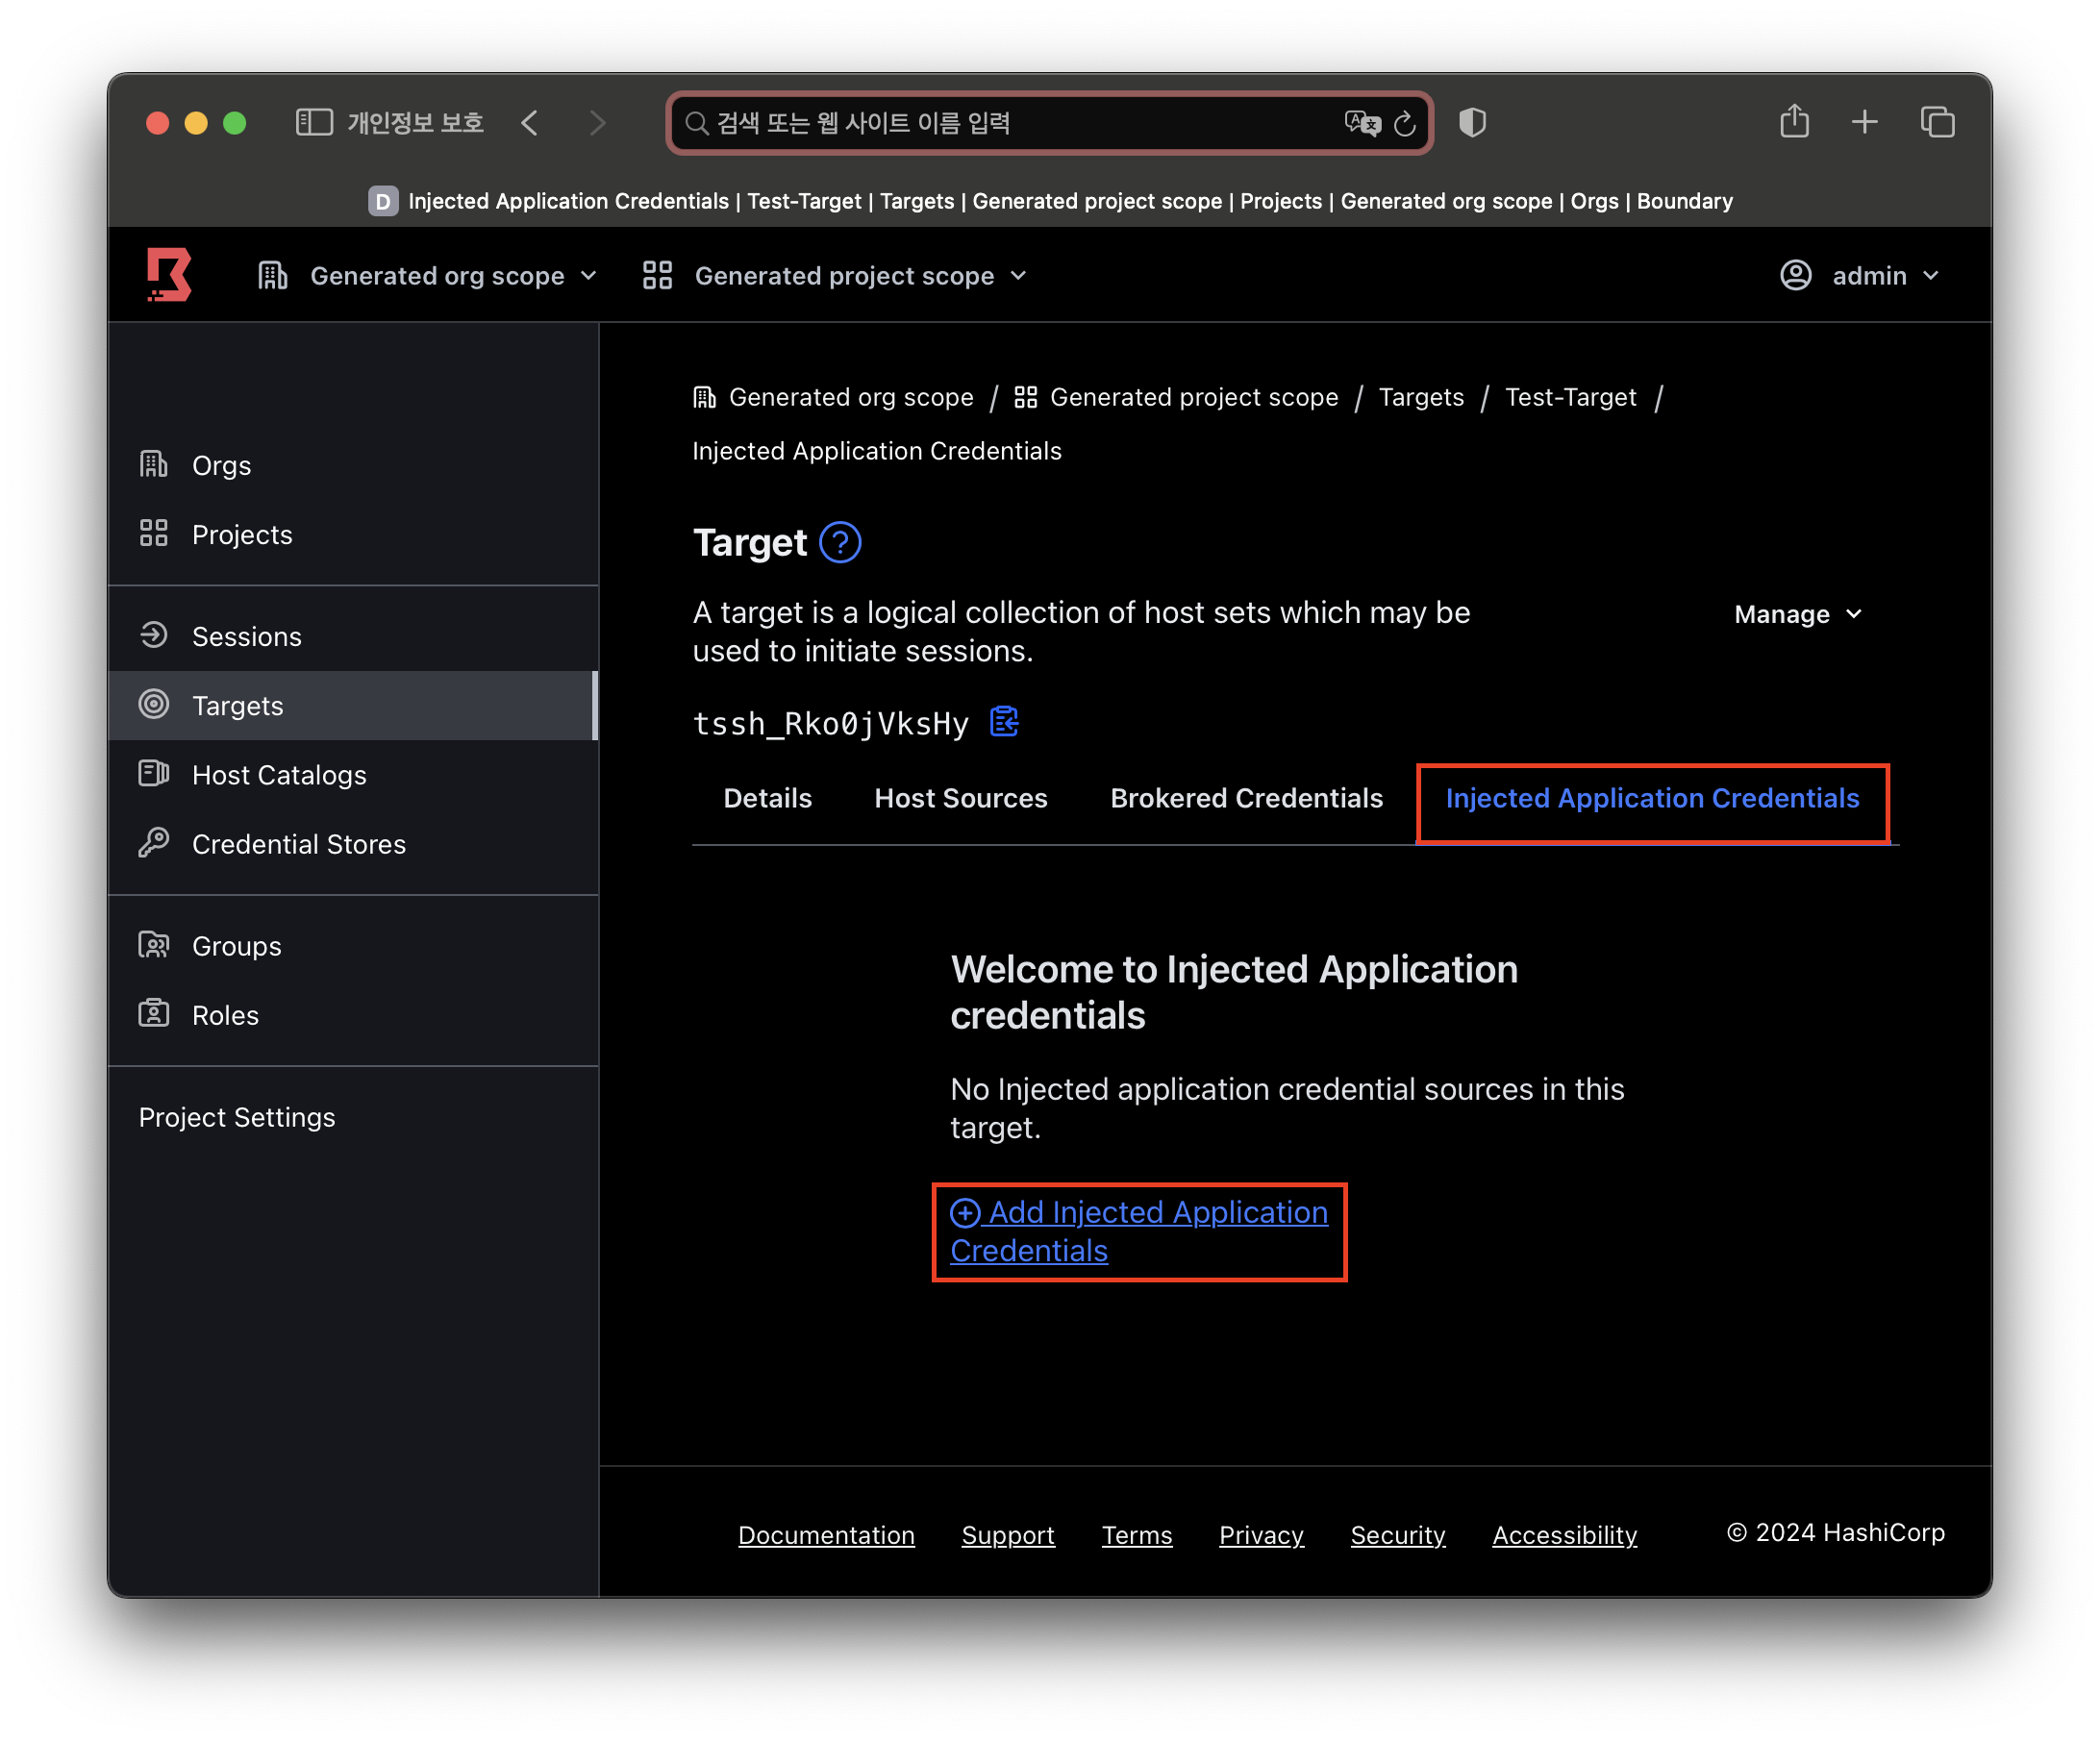 개인정보 보호
검색 또는 웹 사이트 이름 입력
D Injected Application Credentials | Test-Target | Targets | Generated project scope | Projects | Generated org scope | Orgs | Boundary
Generated org scope
Generated project scope
admin
Orgs
Projects
Sessions
Targets
Host Catalogs
Credential Stores
Groups
Roles
Project Settings
Generated org scope / Generated project scope / Targets / Test-Target /
Injected Application Credentials
Target ?
A target is a logical collection of host sets which may be
used to initiate sessions.
Manage
tssh_Rko0jVksHy
Details Host Sources Brokered Credentials Injected Application Credentials
Welcome to Injected Application
credentials
No Injected application credential sources in this
target.
Add Injected Application
Credentials
Documentation Support Terms Privacy Security Accessibility © 2024 HashiCorp